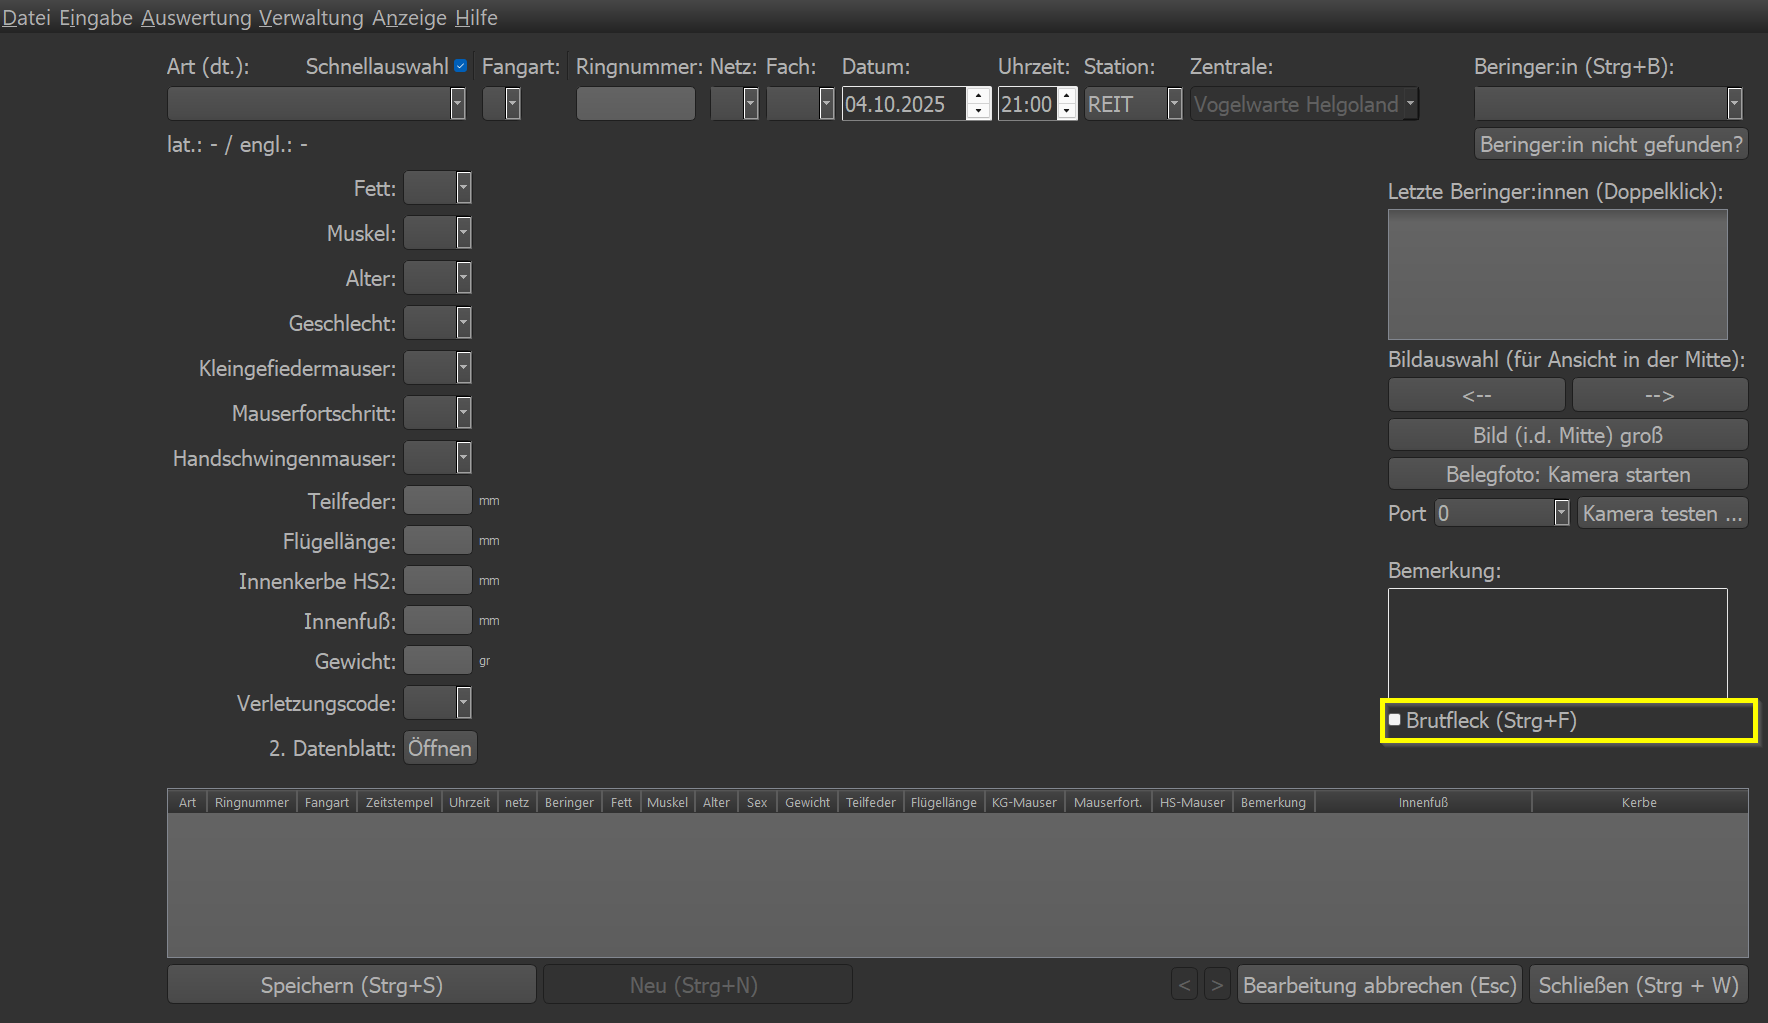 Datei Eingabe Auswertung Verwaltung Anzeige Hilfe
Art (dt.): Schnellauswahl Fangart: Ringnummer: Netz: Fach: Datum: Uhrzeit: Station: Zentrale: Beringer:in (Strg+B):
04.10.2025 21:00 REIT Vogelwarte Helgoland
lat.: - / engl.: - Beringer:in nicht gefunden?
Fett:
Muskel:
Alter:
Geschlecht:
Kleingefiedermauser:
Mauserfortschritt:
Handschwingenmauser:
Teilfeder: mm
Flügellänge: mm
Innenkerbe HS2: mm
Innenfuß: mm
Gewicht: gr
Verletzungscode:
2. Datenblatt: Öffnen
Letzte Beringer:innen (Doppelklick):
Bildauswahl (für Ansicht in der Mitte):
<-- -->
Bild (i.d. Mitte) groß
Belegfoto: Kamera starten
Port 0 Kamera testen ...
Bemerkung:
Brutfleck (Strg+F)
Art Ringnummer Fangart Zeitstempel Uhrzeit netz Beringer Fett Muskel Alter Sex Gewicht Teilfeder Flügellänge KG-Mauser Mauserfort. HS-Mauser Bemerkung Innenfuß Kerbe
Speichern (Strg+S) Neu (Strg+N) < > Bearbeitung abbrechen (Esc) Schließen (Strg + W)